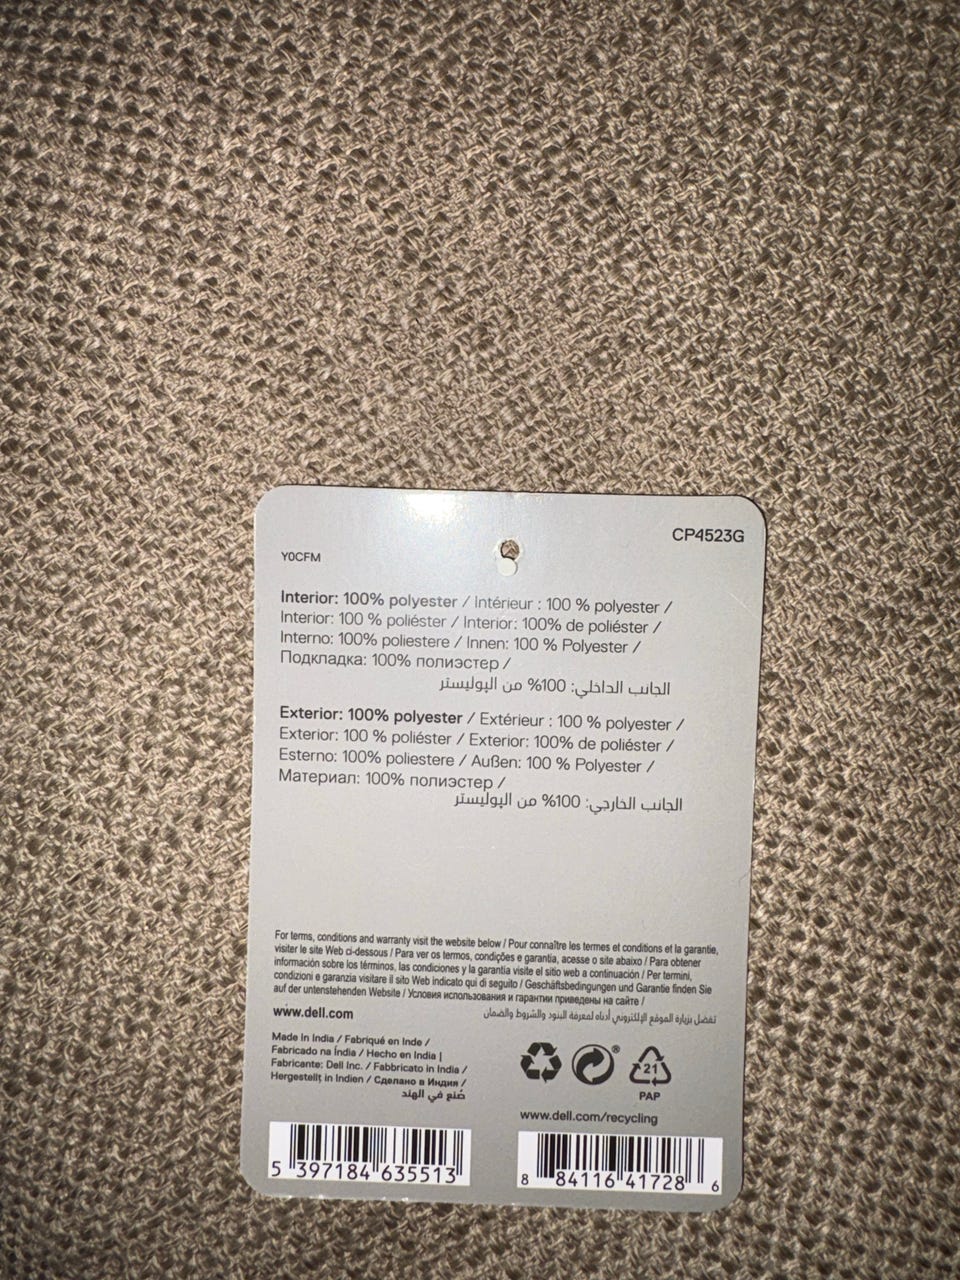 CP4523G
Y0CFM
Interior: 100% polyester / Intérieur : 100 % polyester /
Interior: 100 % poliéster / Interior: 100% de poliéster /
Interno: 100% poliestere / Innen: 100 % Polyester /
Подкладка: 100% полиэстер /
الجانب الداخلي: 100% من البوليستر
Exterior: 100% polyester / Extérieur : 100 % polyester /
Exterior: 100 % poliéster / Exterior: 100% de poliéster /
Esterno: 100% poliestere / Außen: 100 % Polyester /
Материал: 100% полиэстер /
الجانب الخارجي: 100% من البوليستر
For terms, conditions and warranty visit the website below / Pour connaître les termes et conditions et la garantie,
visiter le site Web ci-dessous / Para ver os termos, condições e garantia, acesse o site abaixo / Para obtener
información sobre los términos, las condiciones y la garantía visite el sitio web a continuación / Per termini,
condizioni e garanzia visitare il sito Web indicato qui di seguito / Geschäftsbedingungen und Garantie finden Sie
auf der untenstehenden Website / Условия использования и гарантии приведены на сайте /
تفضل بزيارة الموقع الإلكتروني أدناه لمعرفة البنود والشروط والضمان
www.dell.com
Made in India / Fabriqué en Inde /
Fabricado na Índia / Hecho en India |
Fabricante: Dell Inc. / Fabbricato in India /
Hergestellt in Indien / Сделано в Индия /
صُنع في الهند
®
21
PAP
www.dell.com/recycling
5 397184 635513
8 84116 41728 6